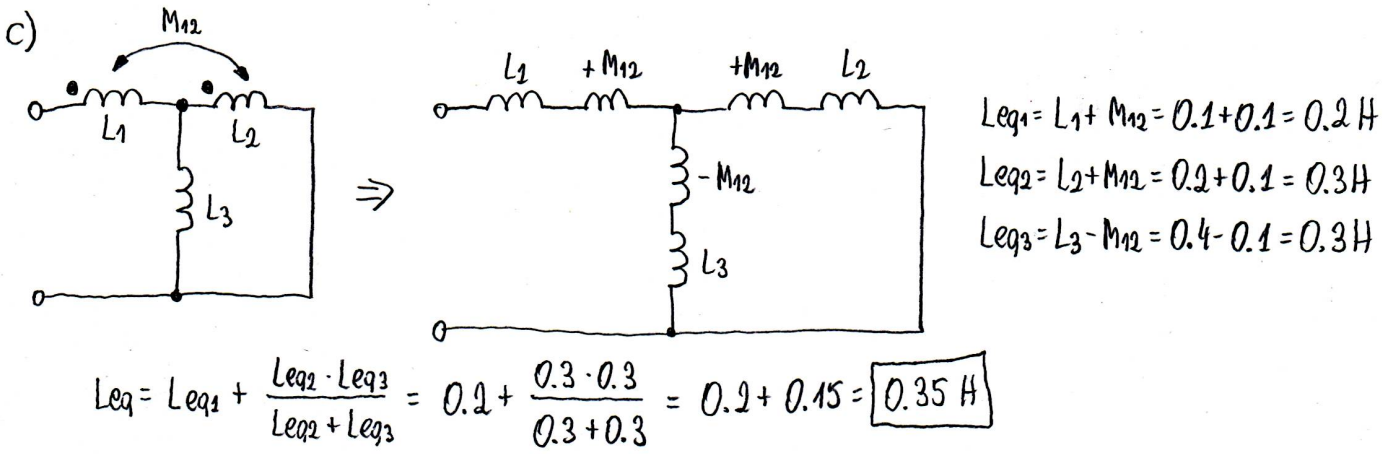 c)
M12
L1
L2
L3
⇒
L1 +M12 +M12 L2
-M12
L3
Leq1 = L1 + M12 = 0.1+0.1 = 0.2 H
Leq2 = L2+M12 = 0.2+0.1 = 0.3H
Leq3 = L3 - M12 = 0.4-0.1 = 0.3H
Leq = Leq1 + (Leq2 · Leq3)/(Leq2 + Leq3) = 0.2 + (0.3 · 0.3)/(0.3 + 0.3) = 0.2 + 0.15 = 0.35 H